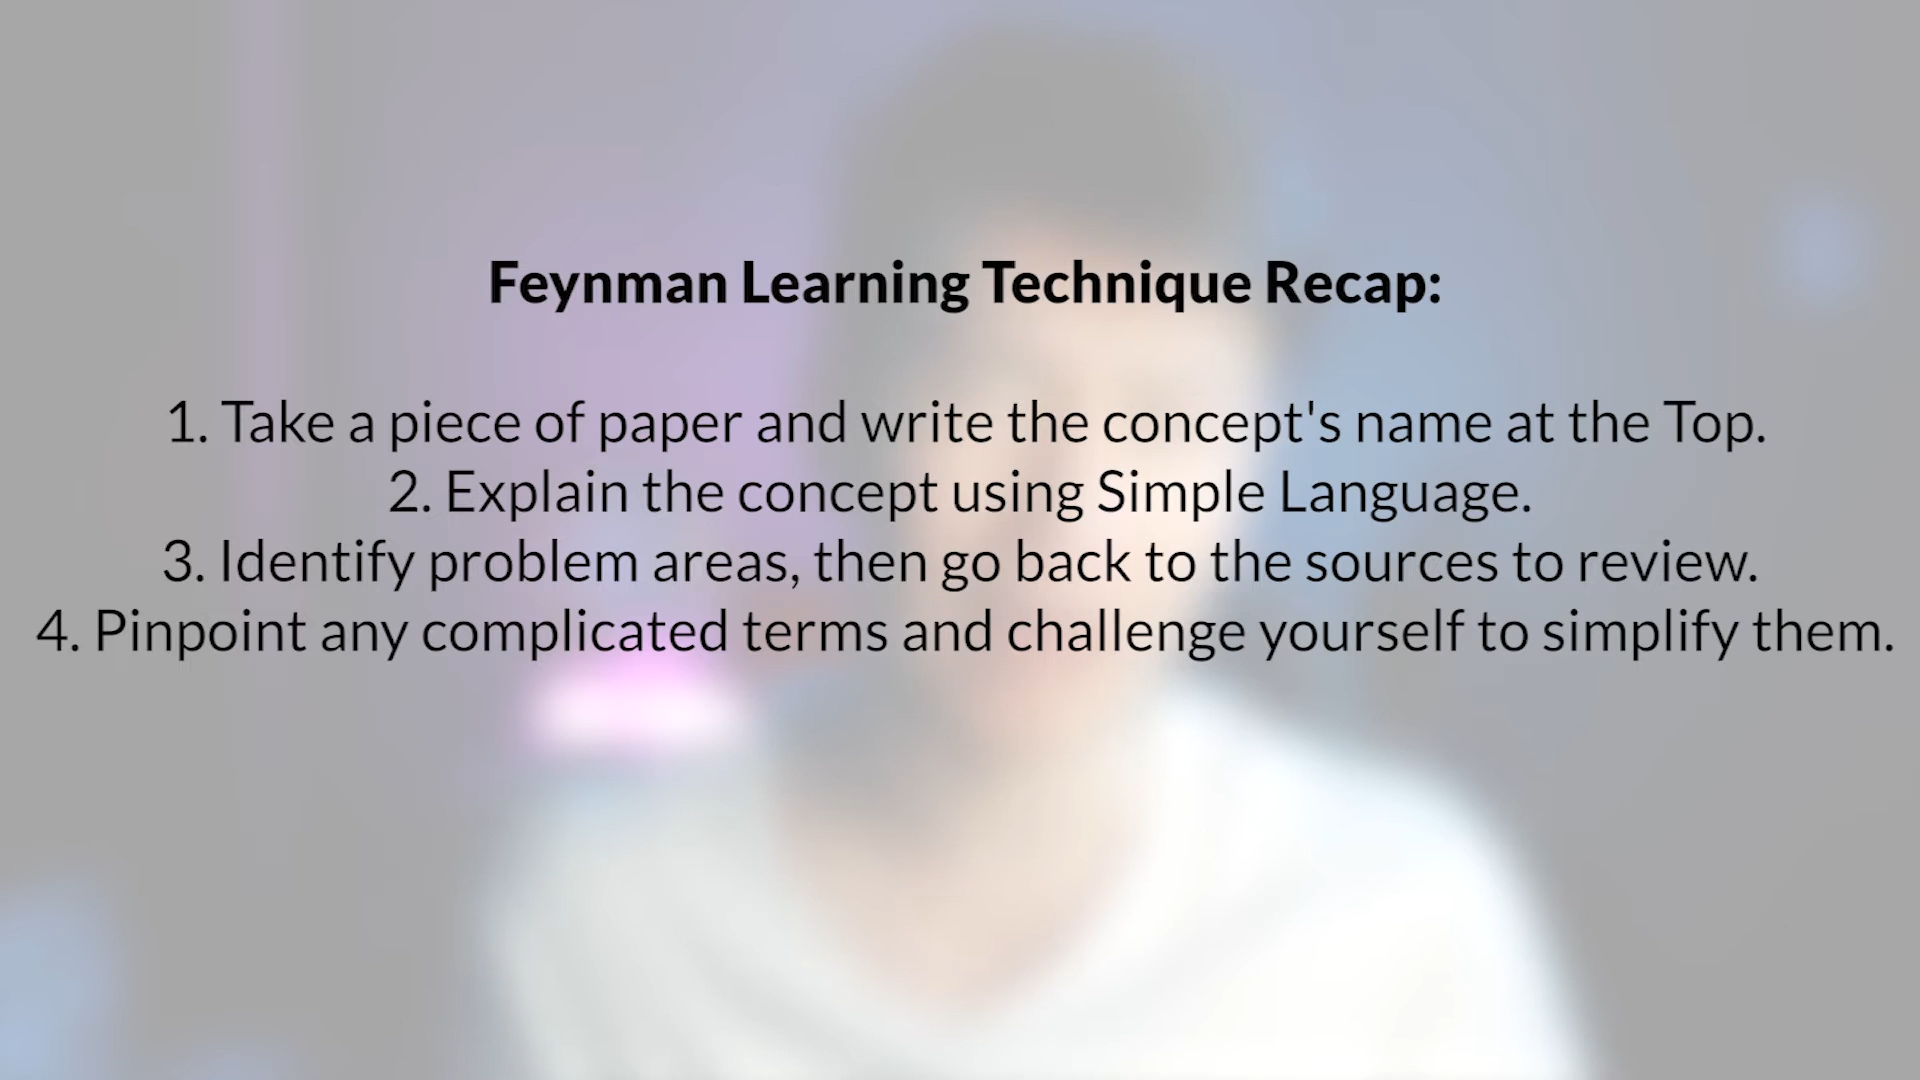 Feynman Learning Technique Recap:
1. Take a piece of paper and write the concept's name at the Top.
2. Explain the concept using Simple Language.
3. Identify problem areas, then go back to the sources to review.
4. Pinpoint any complicated terms and challenge yourself to simplify them.